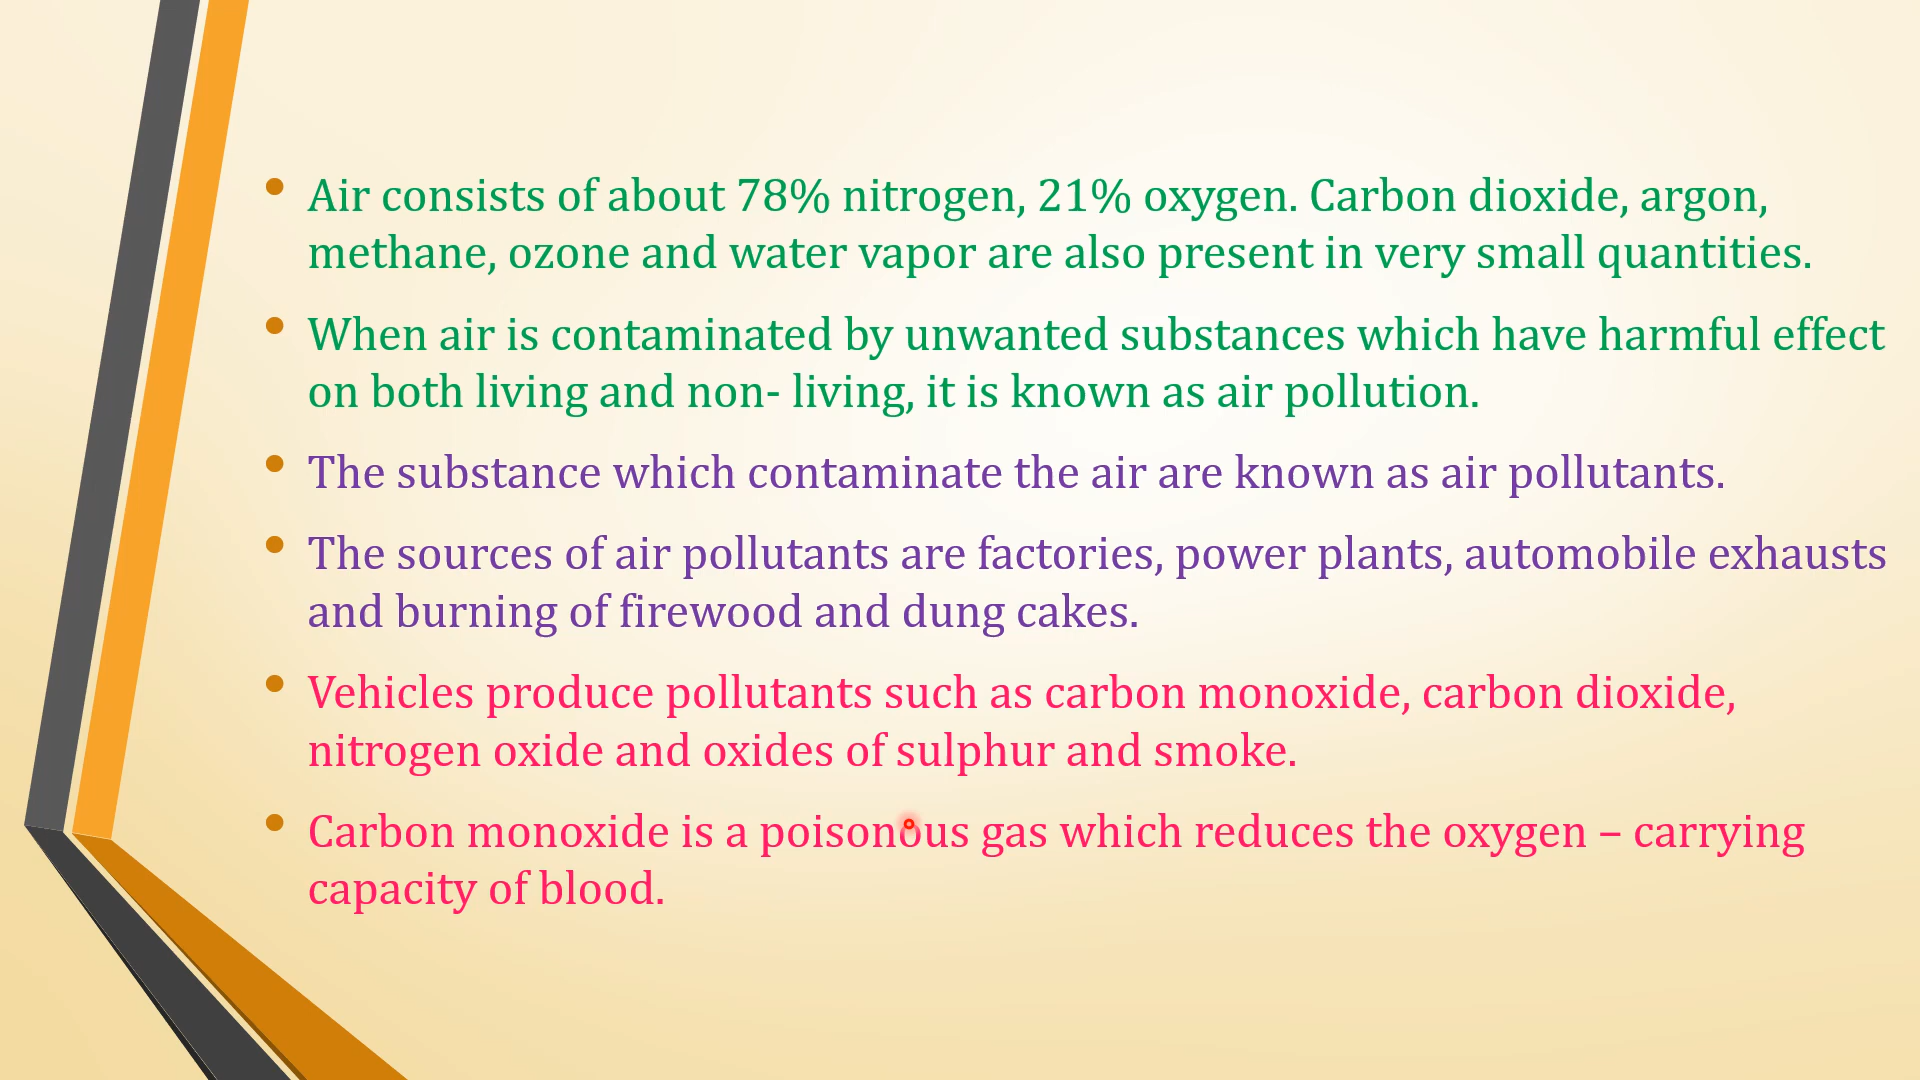 • Air consists of about 78% nitrogen, 21% oxygen. Carbon dioxide, argon,
methane, ozone and water vapor are also present in very small quantities.
• When air is contaminated by unwanted substances which have harmful effect
on both living and non- living, it is known as air pollution.
• The substance which contaminate the air are known as air pollutants.
• The sources of air pollutants are factories, power plants, automobile exhausts
and burning of firewood and dung cakes.
• Vehicles produce pollutants such as carbon monoxide, carbon dioxide,
nitrogen oxide and oxides of sulphur and smoke.
• Carbon monoxide is a poisonous gas which reduces the oxygen – carrying
capacity of blood.